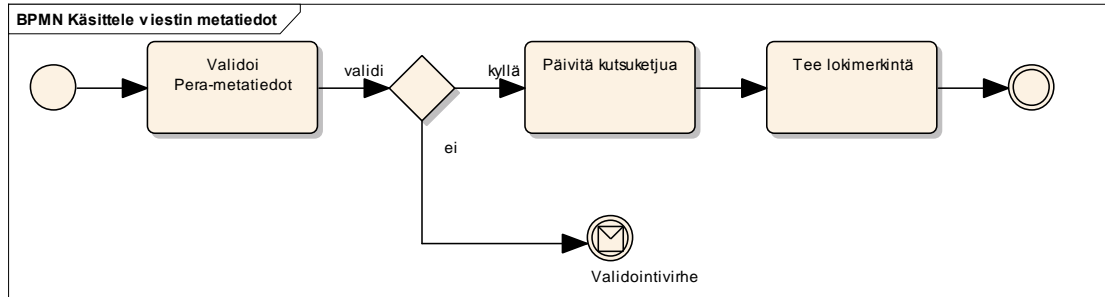 BPMN Käsittele viestin metatiedot
Validoi
Pera-metatiedot
validi
kyllä
Päivitä kutsuketjua
Tee lokimerkintä
ei
Validointivirhe